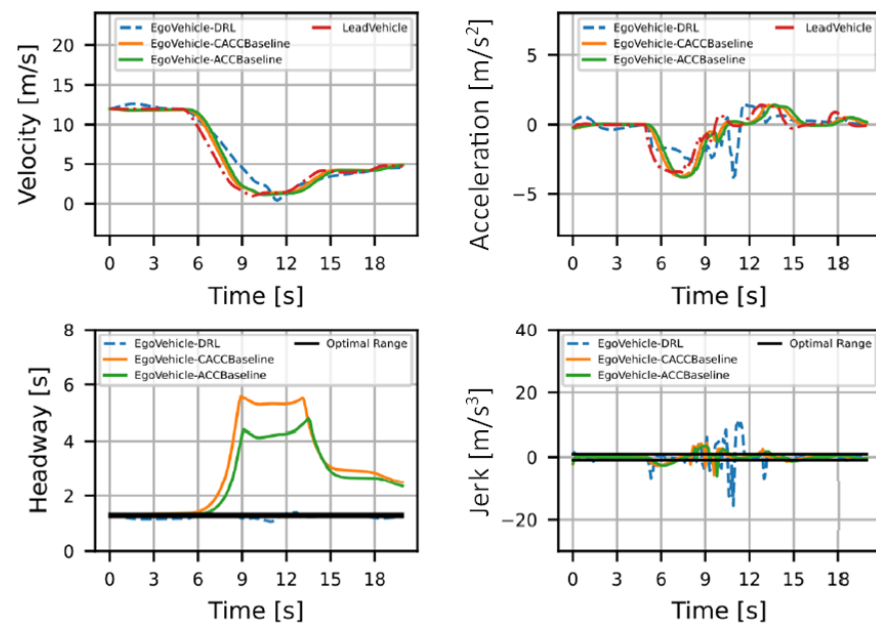 EgoVehicle-DRL
LeadVehicle
EgoVehicle-CACCBaseline
EgoVehicle-ACCBaseline
Velocity [m/s]
20
15
10
5
0
0 3 6 9 12 15 18
Time [s]
EgoVehicle-DRL
LeadVehicle
EgoVehicle-CACCBaseline
EgoVehicle-ACCBaseline
Acceleration [m/s²]
5
0
−5
0 3 6 9 12 15 18
Time [s]
EgoVehicle-DRL
Optimal Range
EgoVehicle-CACCBaseline
EgoVehicle-ACCBaseline
Headway [s]
8
6
4
2
0
0 3 6 9 12 15 18
Time [s]
EgoVehicle-DRL
Optimal Range
EgoVehicle-CACCBaseline
EgoVehicle-ACCBaseline
Jerk [m/s³]
40
20
0
−20
0 3 6 9 12 15 18
Time [s]